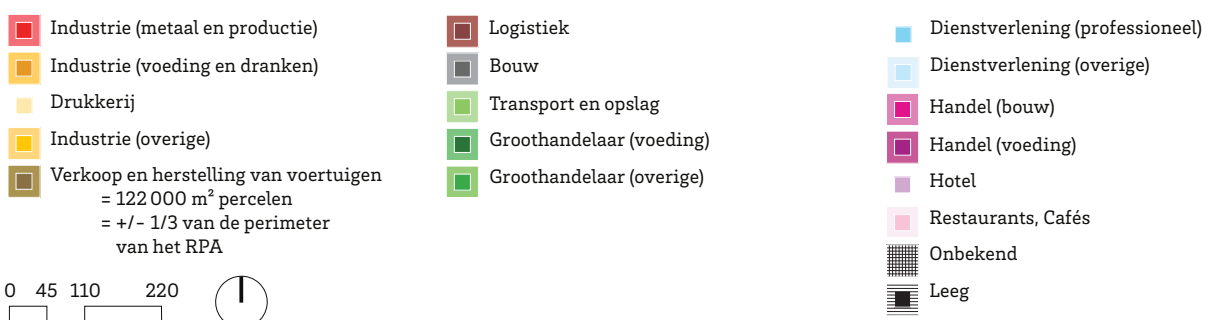 Industrie (metaal en productie)
Industrie (voeding en dranken)
Drukkerij
Industrie (overige)
Verkoop en herstelling van voertuigen
= 122 000 m² percelen
= +/- 1/3 van de perimeter
van het RPA
0 45 110 220
Logistiek
Bouw
Transport en opslag
Groothandelaar (voeding)
Groothandelaar (overige)
Dienstverlening (professioneel)
Dienstverlening (overige)
Handel (bouw)
Handel (voeding)
Hotel
Restaurants, Cafés
Onbekend
Leeg